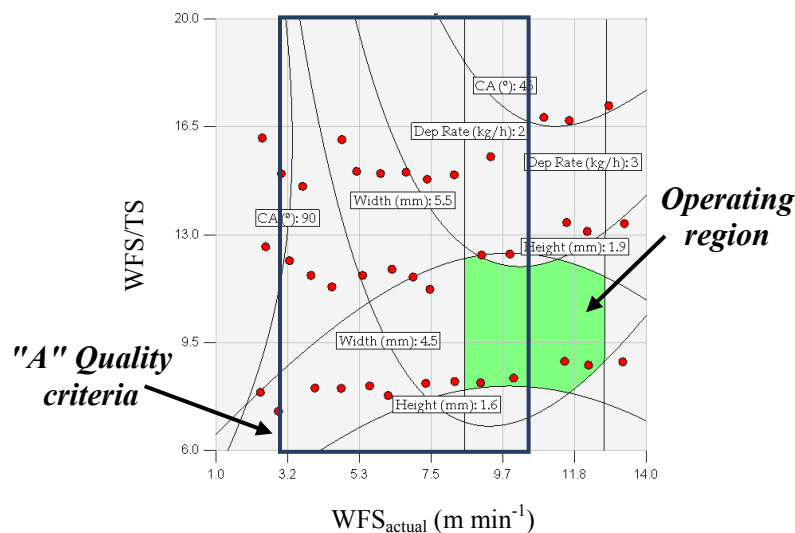 20.0
CA (°): 45
16.5
Dep Rate (kg/h): 2
Dep Rate (kg/h): 3
Width (mm): 5.5
CA (°): 90
Operating
region
WFS/TS
13.0
Height (mm): 1.9
9.5
Width (mm): 4.5
"A" Quality
criteria
Height (mm): 1.6
6.0
1.0 3.2 5.3 7.5 9.7 11.8 14.0
WFSactual (m min-1)